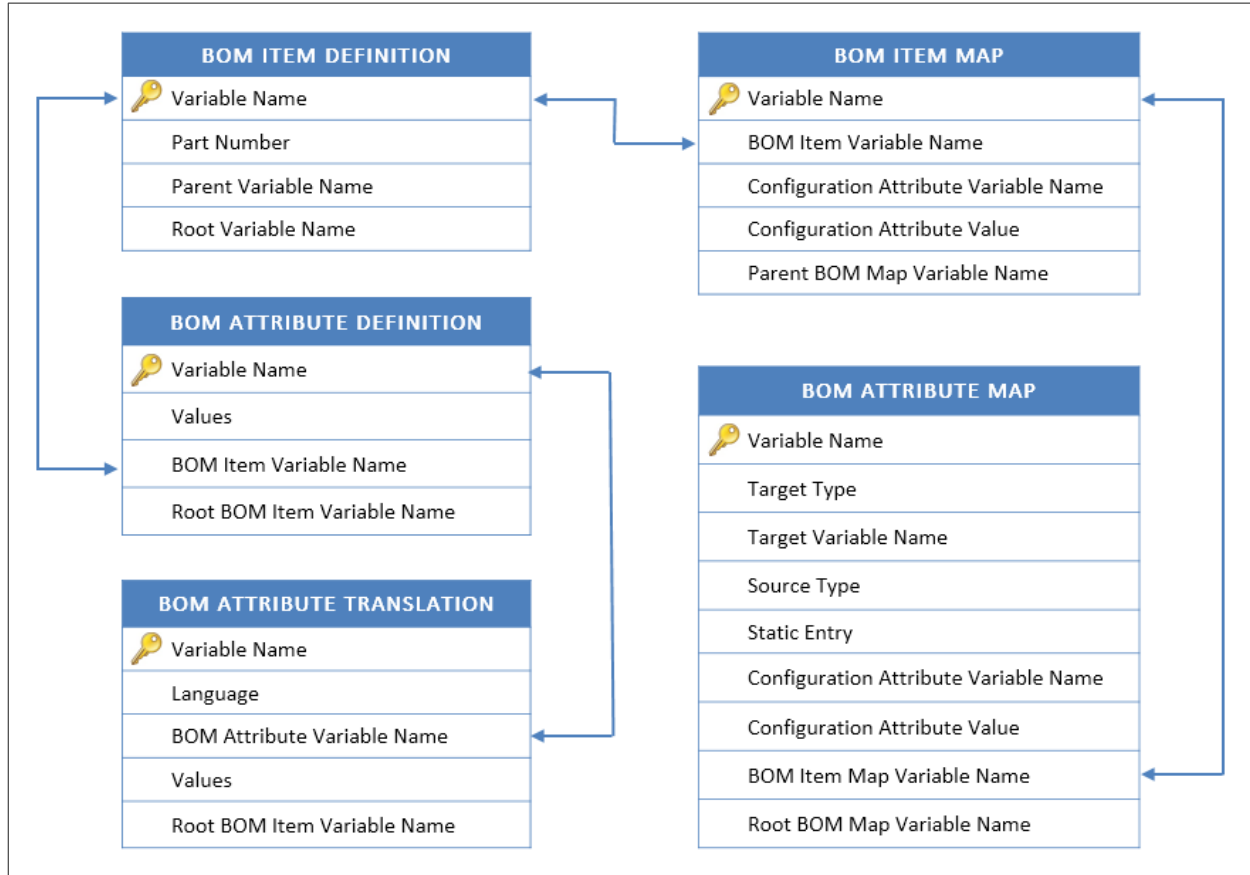 BOM ITEM DEFINITION
Variable Name
Part Number
Parent Variable Name
Root Variable Name
BOM ATTRIBUTE DEFINITION
Variable Name
Values
BOM Item Variable Name
Root BOM Item Variable Name
BOM ATTRIBUTE TRANSLATION
Variable Name
Language
BOM Attribute Variable Name
Values
Root BOM Item Variable Name
BOM ITEM MAP
Variable Name
BOM Item Variable Name
Configuration Attribute Variable Name
Configuration Attribute Value
Parent BOM Map Variable Name
BOM ATTRIBUTE MAP
Variable Name
Target Type
Target Variable Name
Source Type
Static Entry
Configuration Attribute Variable Name
Configuration Attribute Value
BOM Item Map Variable Name
Root BOM Map Variable Name